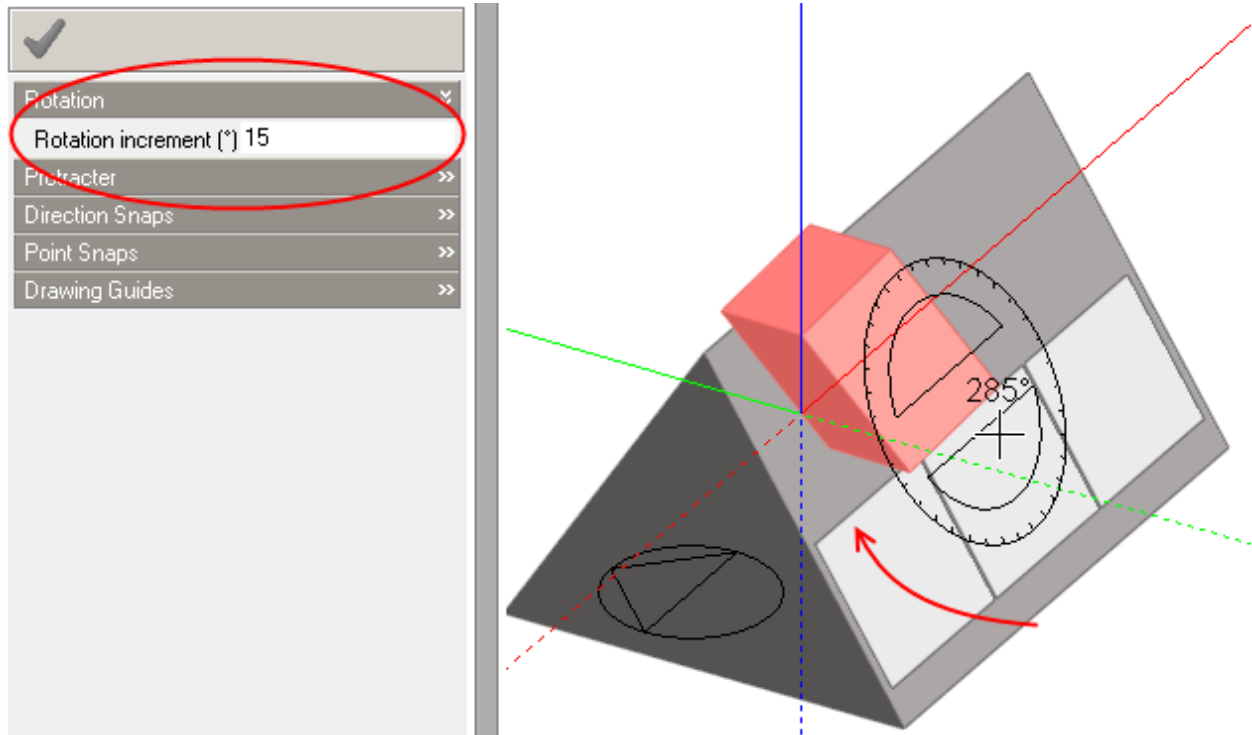 Rotation
Rotation increment (°) 15
Protracter
Direction Snaps
Point Snaps
Drawing Guides
285°